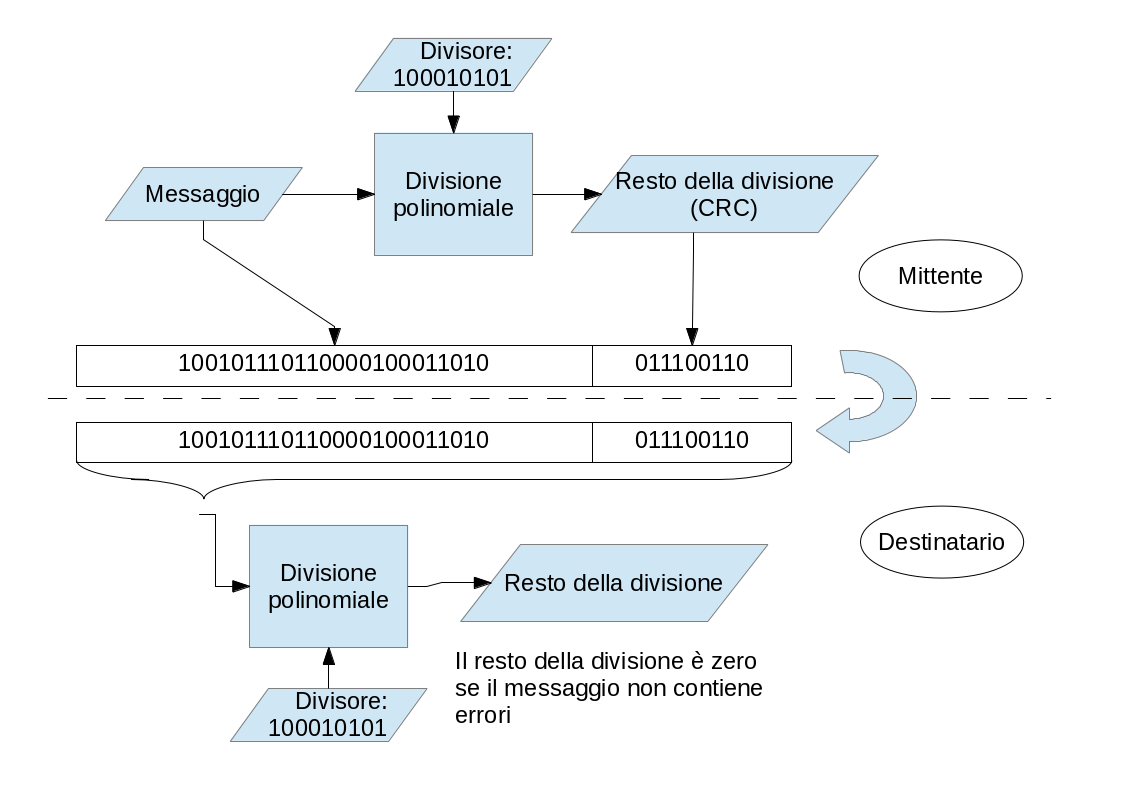 Divisore:
100010101
Messaggio
Divisione
polinomiale
Resto della divisione
(CRC)
Mittente
100101110110000100011010 011100110
100101110110000100011010 011100110
Destinatario
Divisione
polinomiale
Resto della divisione
Il resto della divisione è zero
se il messaggio non contiene
errori
Divisore:
100010101